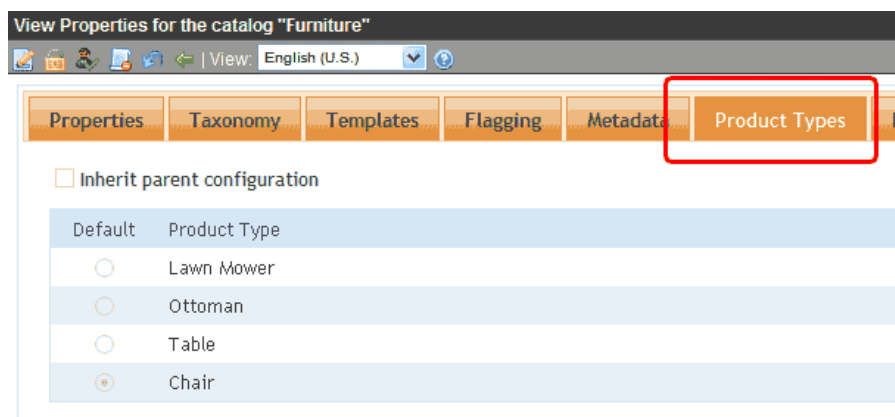 View Properties for the catalog "Furniture"
| View: English (U.S.)
Properties Taxonomy Templates Flagging Metadata Product Types
Inherit parent configuration
Default Product Type
Lawn Mower
Ottoman
Table
Chair